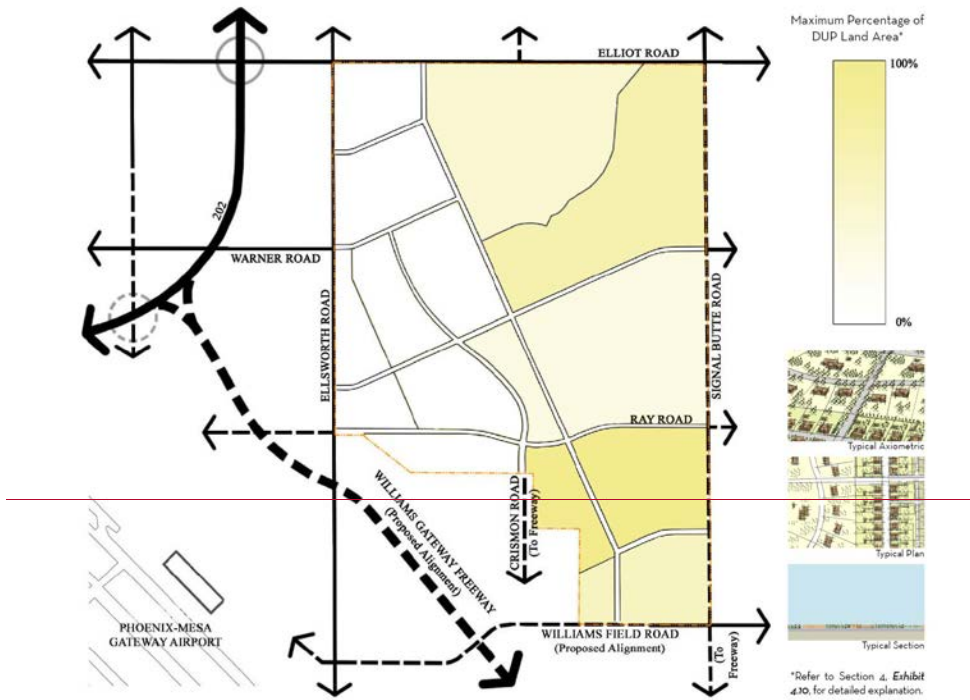 Maximum Percentage of
DUP Land Area*
100%
0%
ELLIOT ROAD
202
WARNER ROAD
ELLSWORTH ROAD
SIGNAL BUTTE ROAD
RAY ROAD
CRISMON ROAD
(To Freeway)
WILLIAMS GATEWAY FREEWAY
(Proposed Alignment)
PHOENIX-MESA
GATEWAY AIRPORT
WILLIAMS FIELD ROAD
(Proposed Alignment)
(To
Freeway)
Typical Axiometric
Typical Plan
Typical Section
*Refer to Section 4, Exhibit
4.10, for detailed explanation.